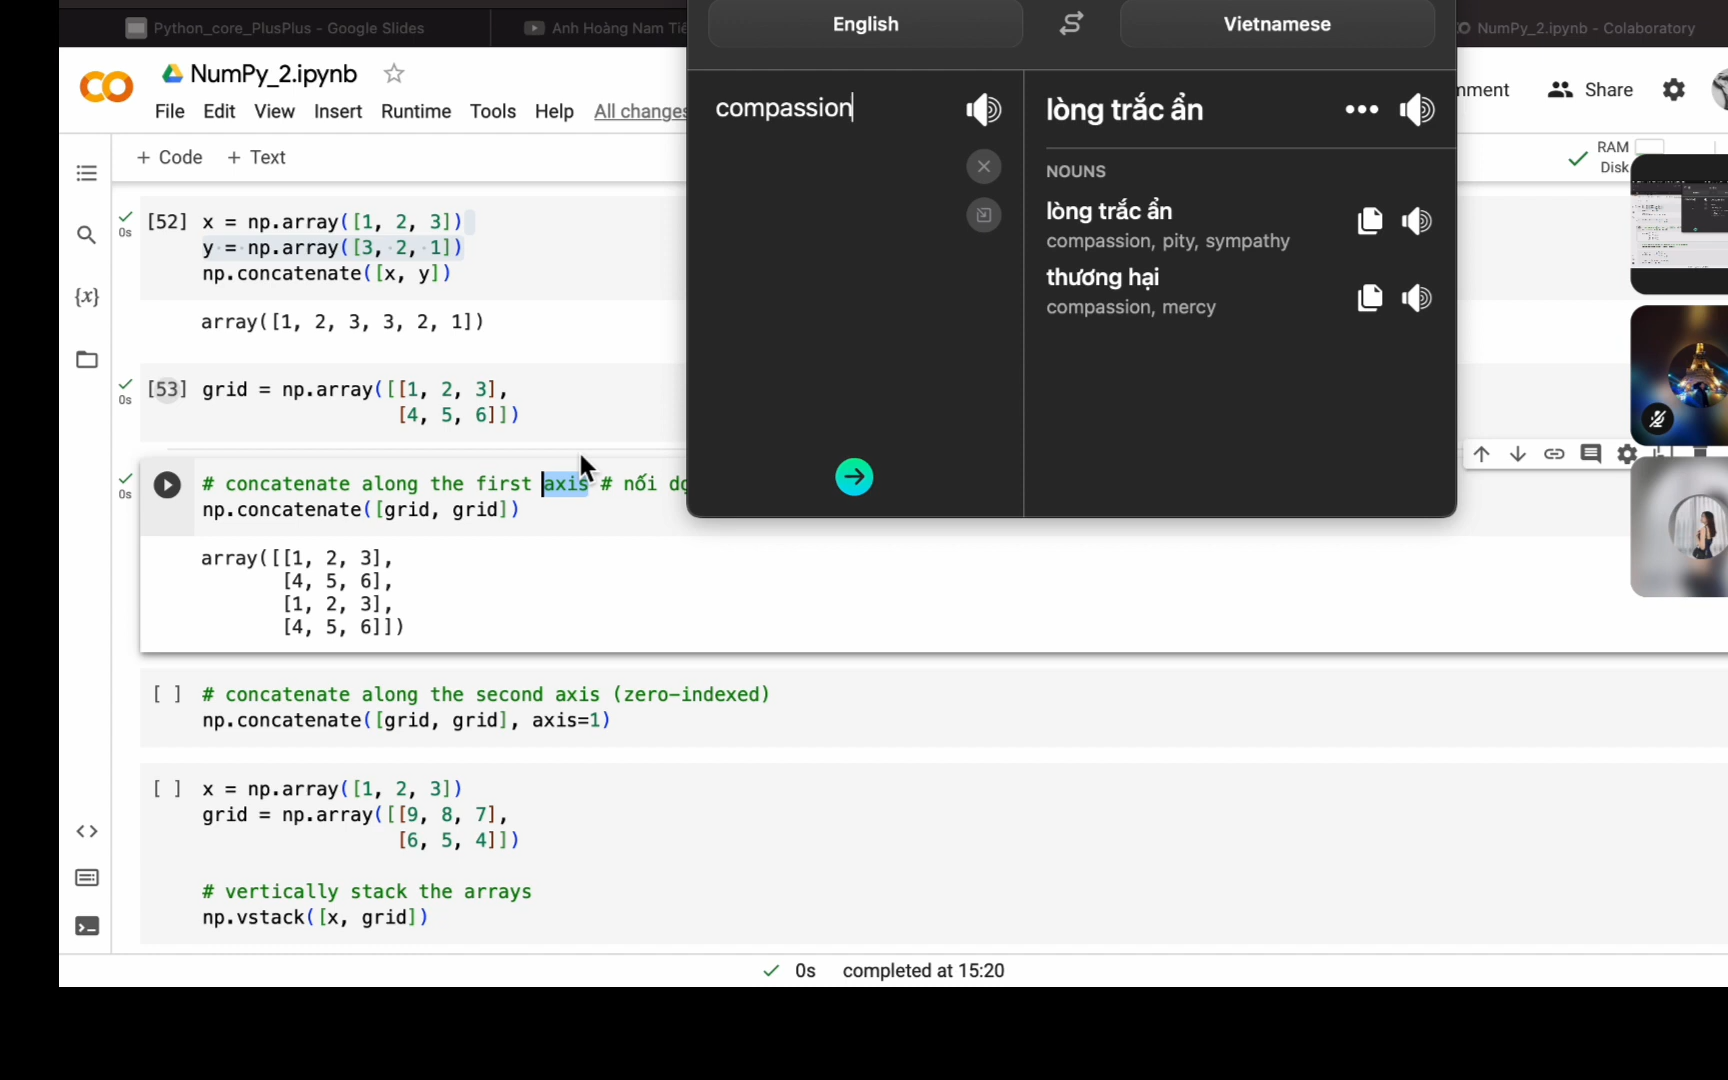 Python_core_PlusPlus - Google Slides
Anh Hoàng Nam Tiế
NumPy_2.ipynb - Colaboratory
English
Vietnamese
NumPy_2.ipynb
File Edit View Insert Runtime Tools Help All changes
Share
+ Code + Text
RAM
Disk
compassion
lòng trắc ẩn
NOUNS
lòng trắc ẩn
compassion, pity, sympathy
thương hại
compassion, mercy
[52] x = np.array([1, 2, 3])
0s
y = np.array([3, 2, 1])
np.concatenate([x, y])
array([1, 2, 3, 3, 2, 1])
{x}
[53] grid = np.array([[1, 2, 3],
0s
[4, 5, 6]])
# concatenate along the first axis # nối
0s
np.concatenate([grid, grid])
array([[1, 2, 3],
[4, 5, 6],
[1, 2, 3],
[4, 5, 6]])
[ ] # concatenate along the second axis (zero-indexed)
np.concatenate([grid, grid], axis=1)
[ ] x = np.array([1, 2, 3])
grid = np.array([[9, 8, 7],
[6, 5, 4]])
# vertically stack the arrays
np.vstack([x, grid])
0s completed at 15:20